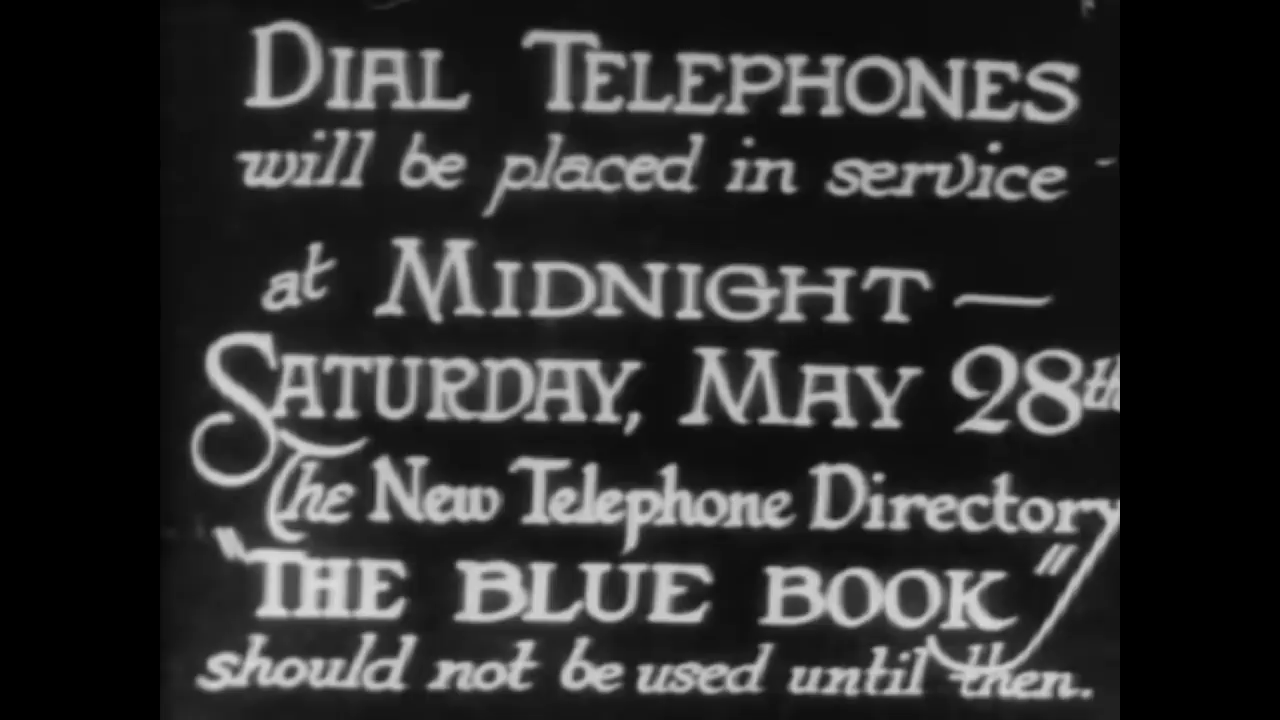 DIAL TELEPHONES
will be placed in service -
at MIDNIGHT —
SATURDAY, MAY 28th
The New Telephone Directory
"THE BLUE BOOK"
should not be used until then.